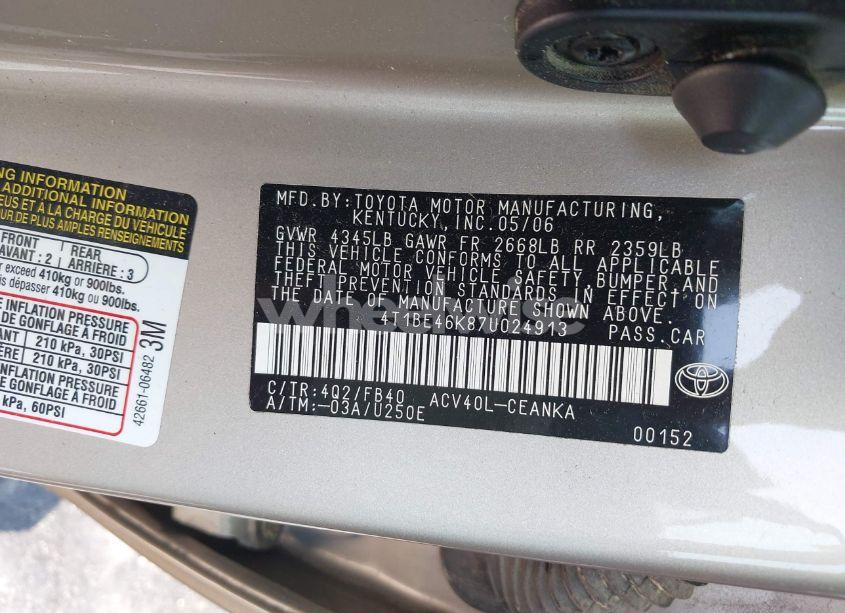 NG INFORMATION
ADDITIONAL INFORMATION
EUS ET À LA CHARGE DU VÉHICULE
UR DE PLUS AMPLES RENSEIGNEMENTS
FRONT
AVANT : 2
REAR
ARRIÈRE : 3
r exceed 410kg or 900lbs.
is dépasser 410kg ou 900lbs.
E INFLATION PRESSURE
DE GONFLAGE À FROID
210 kPa, 30PSI
210 kPa, 30PSI
E INFLATION PRESSURE
DE GONFLAGE À FROID
kPa, 60PSI
42661-06482 3M
MFD.BY:TOYOTA MOTOR MANUFACTURING,
KENTUCKY,INC.05/06
GVWR 4345LB GAWR FR 2668LB RR 2359LB
THIS VEHICLE CONFORMS TO ALL APPLICABLE
FEDERAL MOTOR VEHICLE SAFETY,BUMPER,AND
THEFT PREVENTION STANDARDS IN EFFECT ON
THE DATE OF MANUFACTURE SHOWN ABOVE.
4T1BE46K87U024913 PASS.CAR
C/TR:4Q2/FB40 ACV40L-CEANKA
A/TM:-03A/U250E
00152